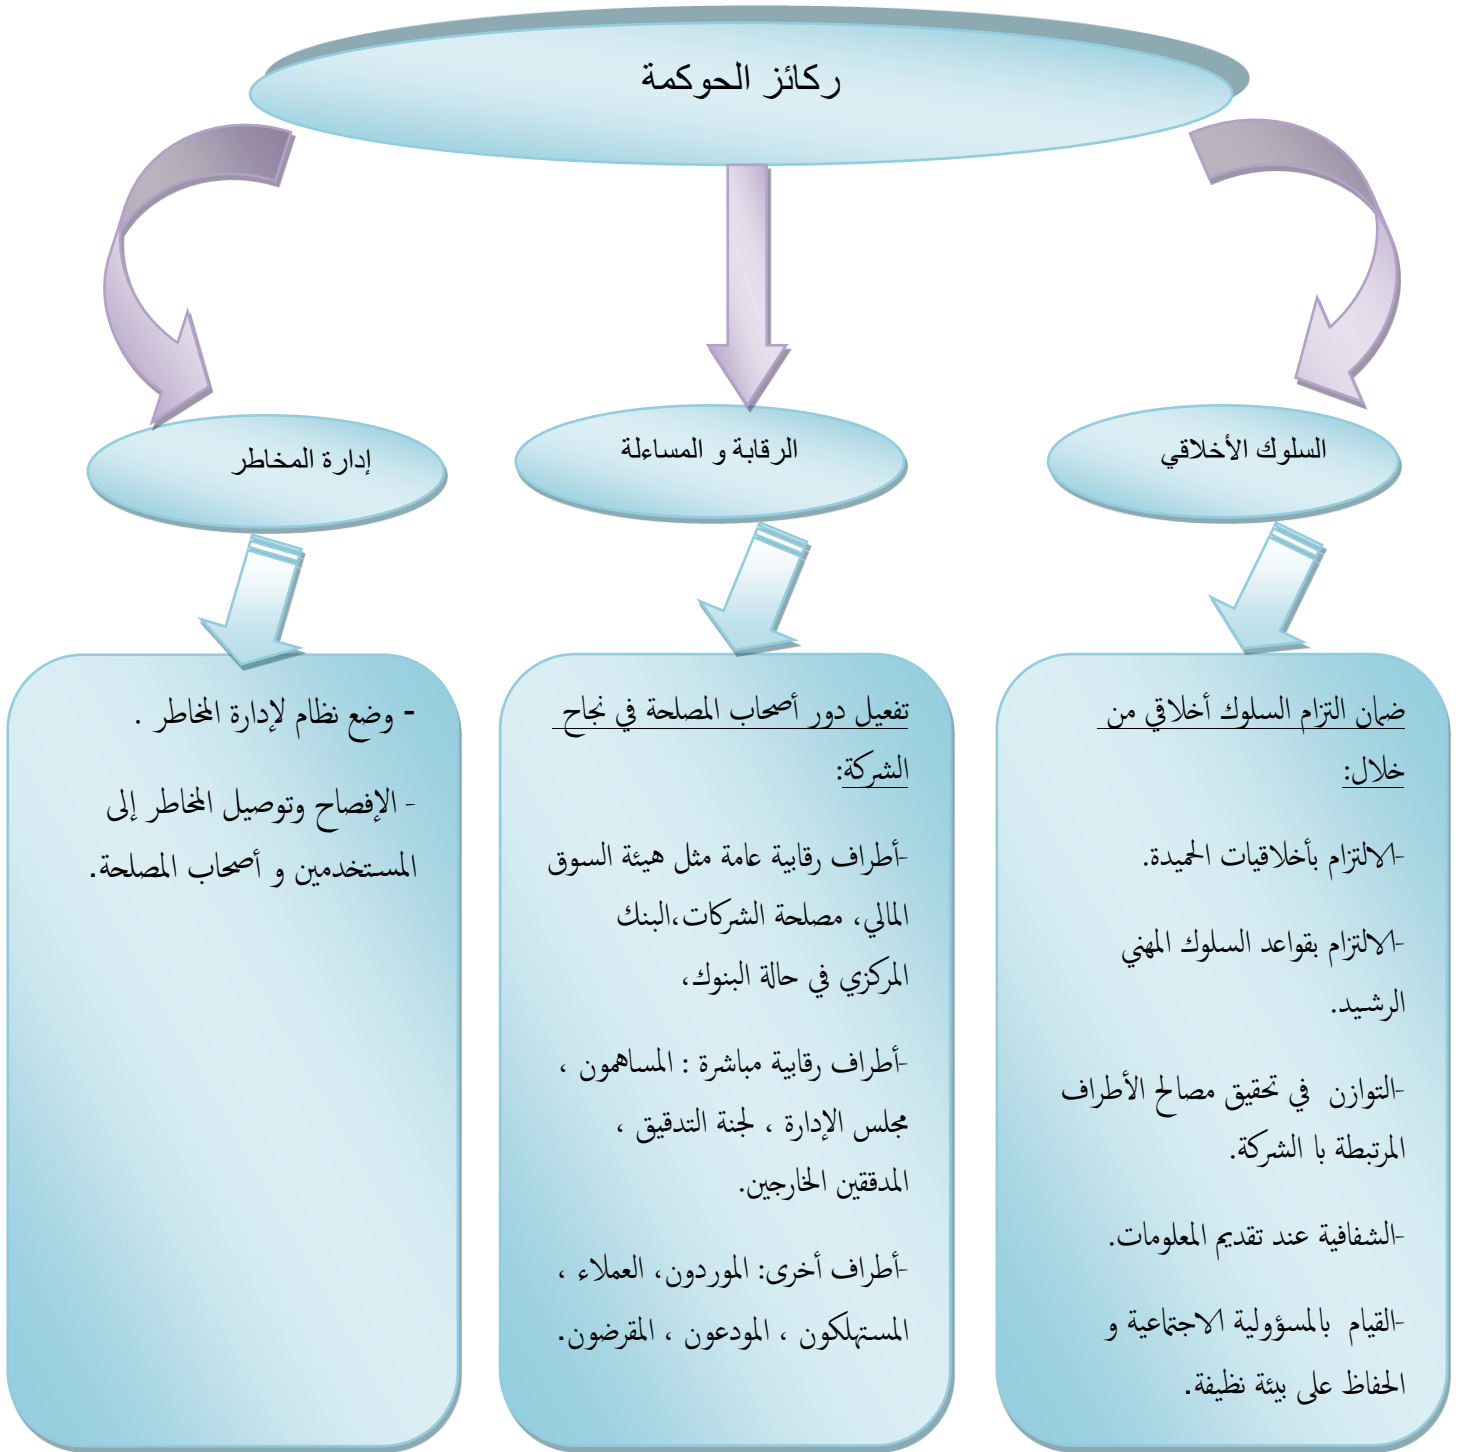 ركائز الحوكمة
السلوك الأخلاقي
الرقابة و المساءلة
إدارة المخاطر
ضمان التزام السلوك أخلاقي من
خلال:
-الالتزام بأخلاقيات الحميدة.
-الالتزام بقواعد السلوك المهني
الرشيد.
-التوازن في تحقيق مصالح الأطراف
المرتبطة با الشركة.
-الشفافية عند تقديم المعلومات.
-القيام بالمسؤولية الاجتماعية و
الحفاظ على بيئة نظيفة.
تفعيل دور أصحاب المصلحة في نجاح
الشركة:
-أطراف رقابية عامة مثل هيئة السوق
المالي، مصلحة الشركات،البنك
المركزي في حالة البنوك،
-أطراف رقابية مباشرة : المساهمون ،
مجلس الإدارة ، لجنة التدقيق ،
المدققين الخارجين.
-أطراف أخرى: الموردون، العملاء ،
المستهلكون ، المودعون ، المقرضون.
- وضع نظام لإدارة المخاطر .
- الإفصاح وتوصيل المخاطر إلى
المستخدمين و أصحاب المصلحة.